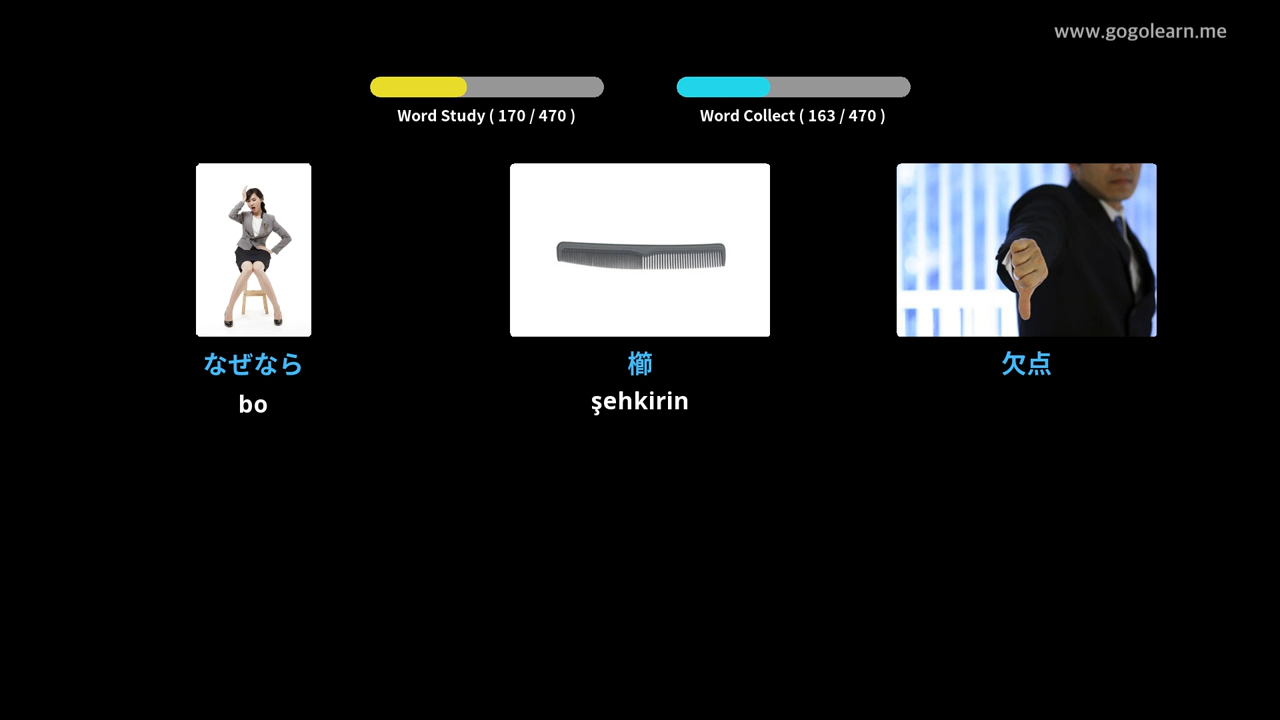 www.gogolearn.me
Word Study ( 170 / 470 )
Word Collect ( 163 / 470 )
なぜなら
櫛
欠点
bo
şehkirin